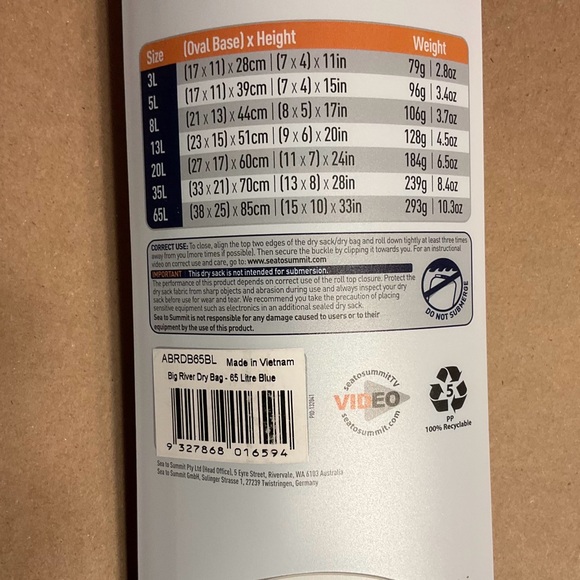 Size (Oval Base) x Height Weight
3L (17 x 11) x 28cm | (7 x 4) x 11in 79g | 2.8oz
5L (17 x 11) x 39cm | (7 x 4) x 15in 96g | 3.4oz
8L (21 x 13) x 44cm | (8 x 5) x 17in 106g | 3.7oz
13L (23 x 15) x 51cm | (9 x 6) x 20in 128g | 4.5oz
20L (27 x 17) x 60cm | (11 x 7) x 24in 184g | 6.5oz
35L (33 x 21) x 70cm | (13 x 8) x 28in 239g | 8.4oz
65L (38 x 25) x 85cm | (15 x 10) x 33in 293g | 10.3oz
CORRECT USE: To close, align the top two edges of the dry sack/dry bag and roll down tightly at least three times
away from you (more times if possible). Then secure the buckle by clipping it towards you. For an instructional
video on correct use and care, go to: www.seatosummit.com
IMPORTANT This dry sack is not intended for submersion.
The performance of this product depends on correct use of the roll top closure. Protect the
dry sack fabric from sharp objects and abrasion during use and always inspect your dry
sack before use for wear and tear. We recommend you take the precaution of placing
sensitive equipment such as electronics in an additional sealed dry sack.
Sea to Summit is not responsible for any damage caused to users or to their
equipment by the use of this product.
DO NOT SUBMERGE
ABRDB65BL Made in Vietnam
Big River Dry Bag - 65 Litre Blue
9 327868 016594
PID:132041
seatosummitTV
VIDEO
seatosummit.com
5
PP
100% Recyclable
Sea to Summit Pty Ltd (Head Office), 5 Eyre Street, Rivervale, WA 6103 Australia
Sea to Summit GmbH, Solinger Strasse 1, 27239 Twistringen, Germany